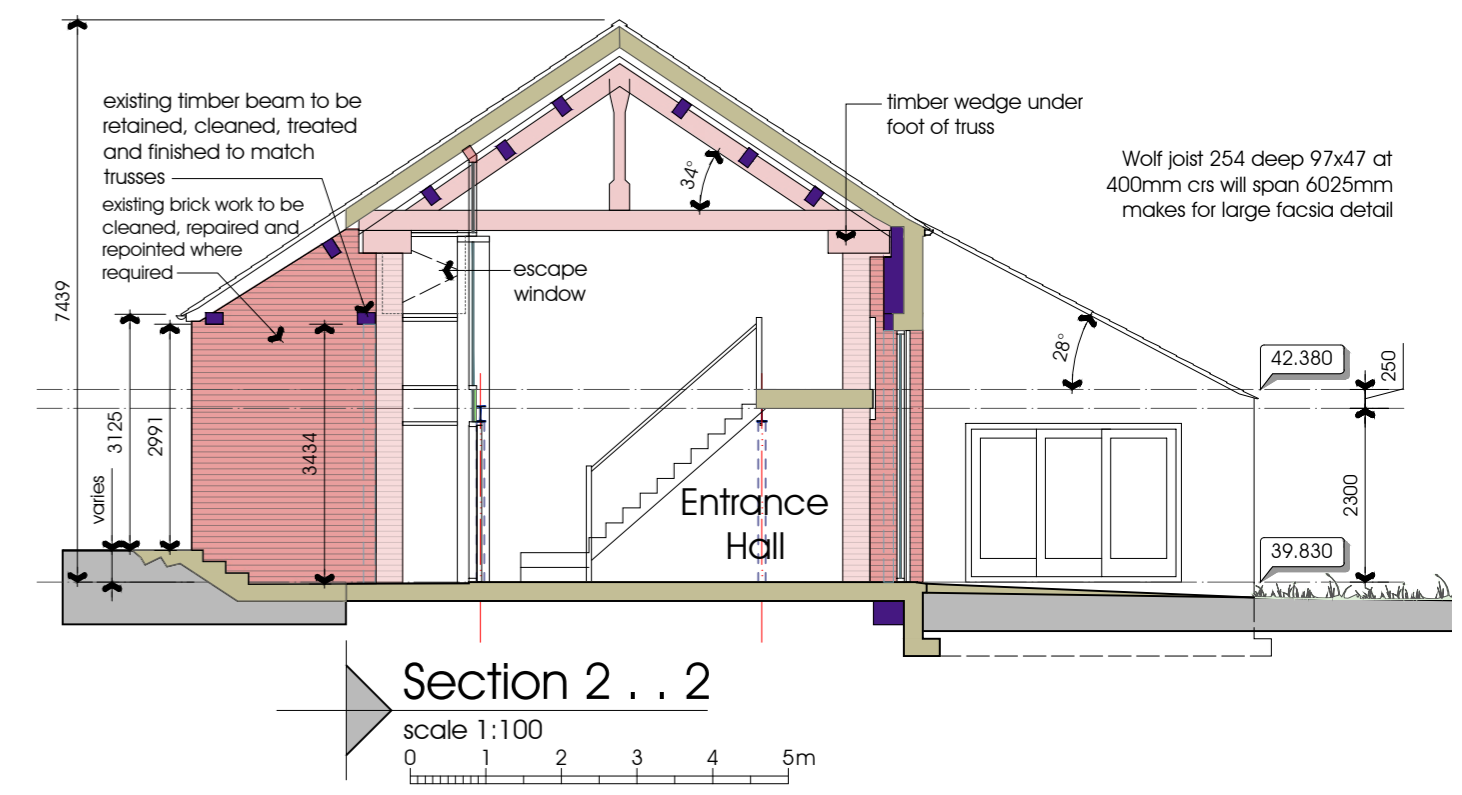 existing timber beam to be
retained, cleaned, treated
and finished to match
trusses
existing brick work to be
cleaned, repaired and
repointed where
required
timber wedge under
foot of truss
Wolf joist 254 deep 97x47 at
400mm crs will span 6025mm
makes for large facsia detail
34°
escape
window
7439
28°
42.380
250
3125
2991
3434
varies
2300
Entrance
Hall
39.830
Section 2 . . 2
scale 1:100
0 1 2 3 4 5m